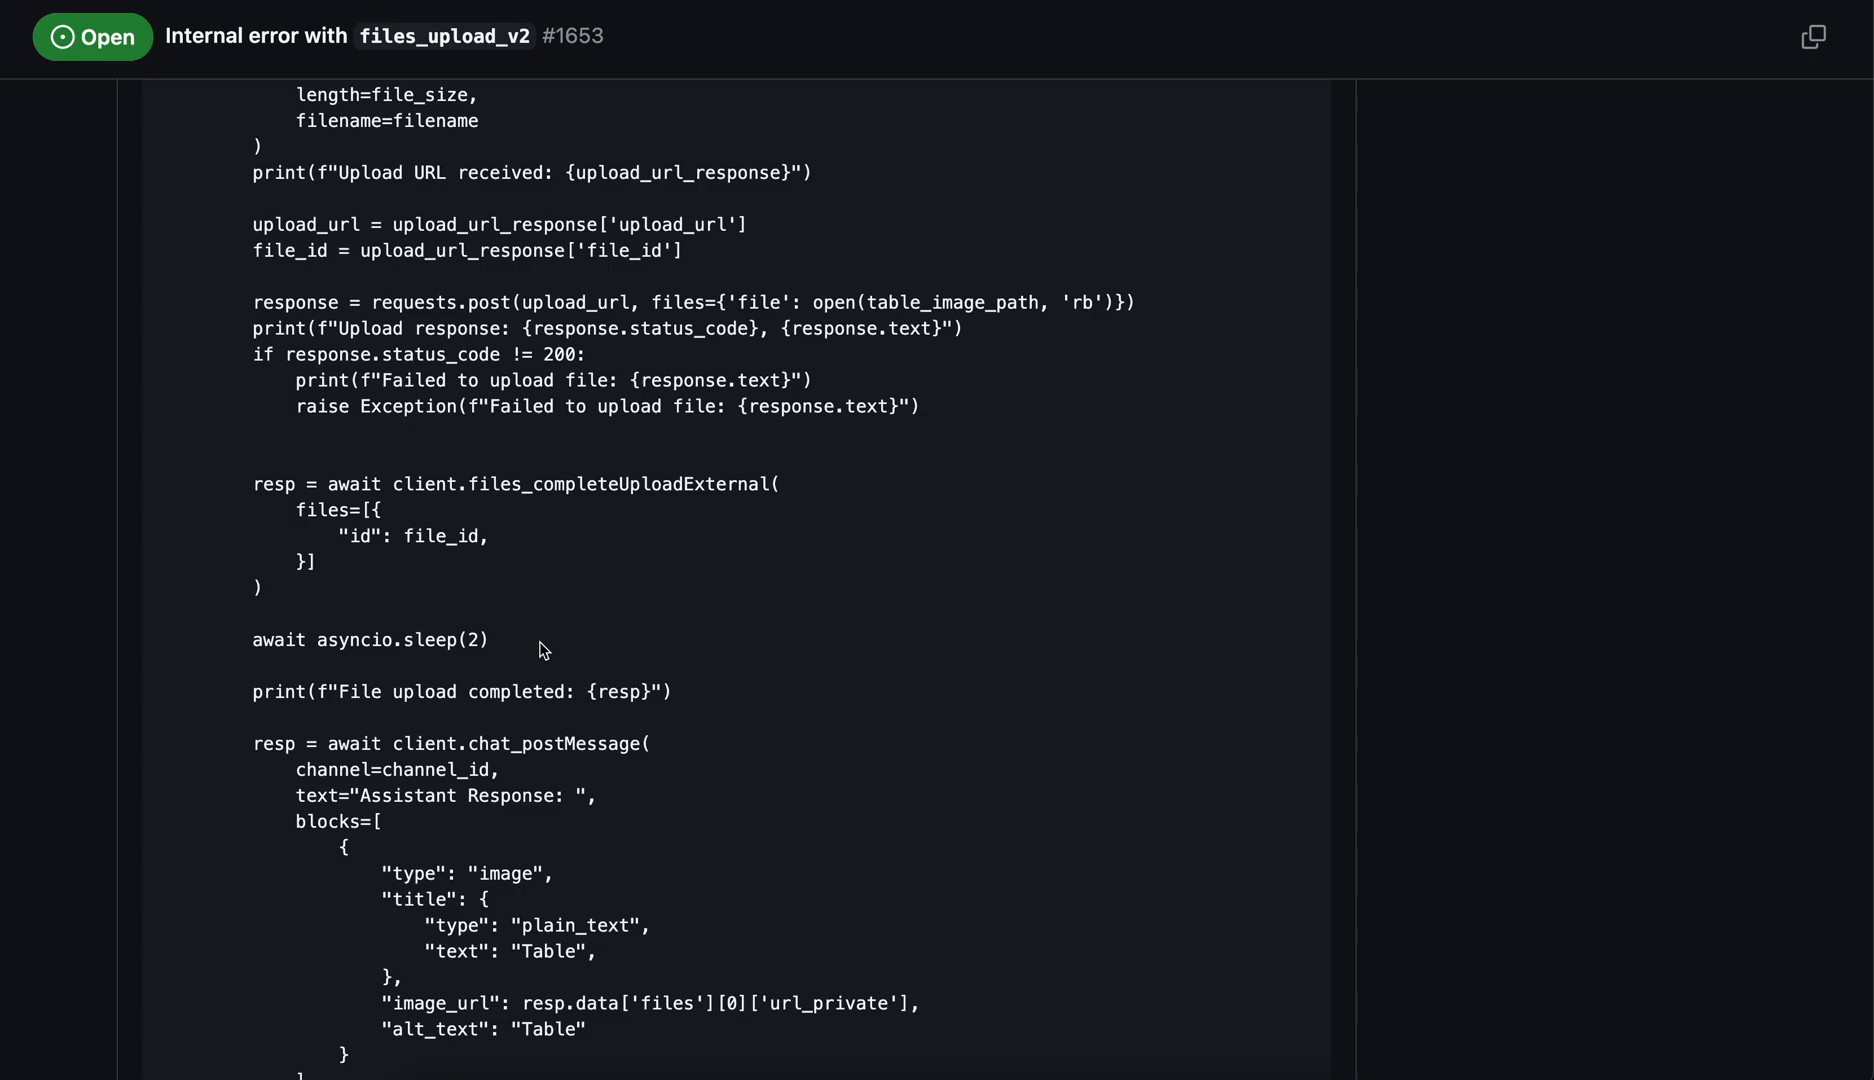 Open Internal error with files_upload_v2 #1653
length=file_size,
filename=filename
)
print(f"Upload URL received: {upload_url_response}")
upload_url = upload_url_response['upload_url']
file_id = upload_url_response['file_id']
response = requests.post(upload_url, files={'file': open(table_image_path, 'rb')})
print(f"Upload response: {response.status_code}, {response.text}")
if response.status_code != 200:
print(f"Failed to upload file: {response.text}")
raise Exception(f"Failed to upload file: {response.text}")
resp = await client.files_completeUploadExternal(
files=[{
"id": file_id,
}]
)
await asyncio.sleep(2)
print(f"File upload completed: {resp}")
resp = await client.chat_postMessage(
channel=channel_id,
text="Assistant Response: ",
blocks=[
{
"type": "image",
"title": {
"type": "plain_text",
"text": "Table",
},
"image_url": resp.data['files'][0]['url_private'],
"alt_text": "Table"
}
]